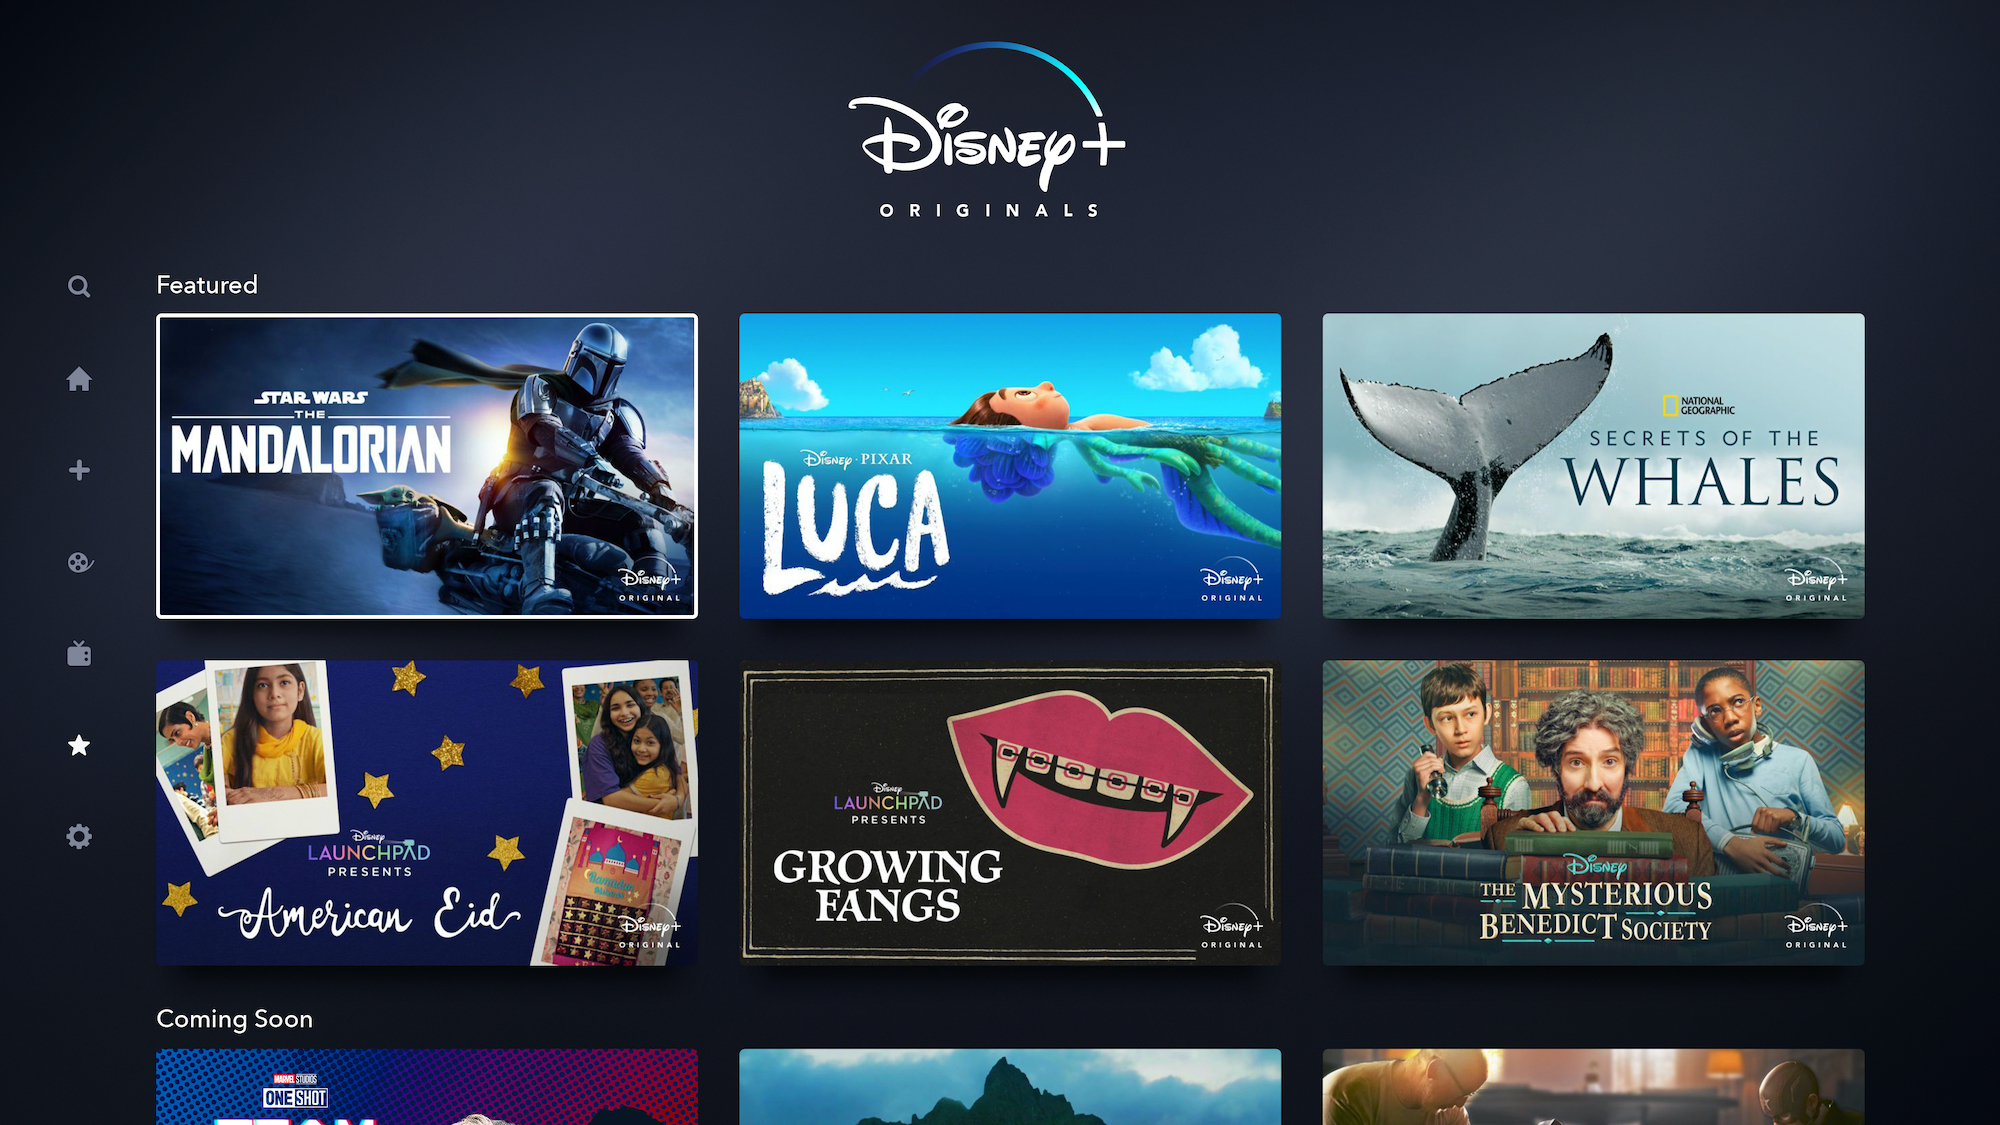 Disney+
ORIGINALS
Featured
STAR WARS
THE
MANDALORIAN
Disney+
ORIGINAL
Disney · PIXAR
LUCA
Disney+
ORIGINAL
NATIONAL
GEOGRAPHIC
SECRETS OF THE
WHALES
Disney+
ORIGINAL
Disney
LAUNCHPAD
PRESENTS
American Eid
Ramadan
Disney+
ORIGINAL
Disney
LAUNCHPAD
PRESENTS
GROWING
FANGS
Disney+
ORIGINAL
Disney
THE MYSTERIOUS
BENEDICT SOCIETY
Disney+
ORIGINAL
Coming Soon
MARVEL STUDIOS
ONE SHOT